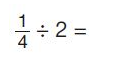 1/4 ÷ 2 =